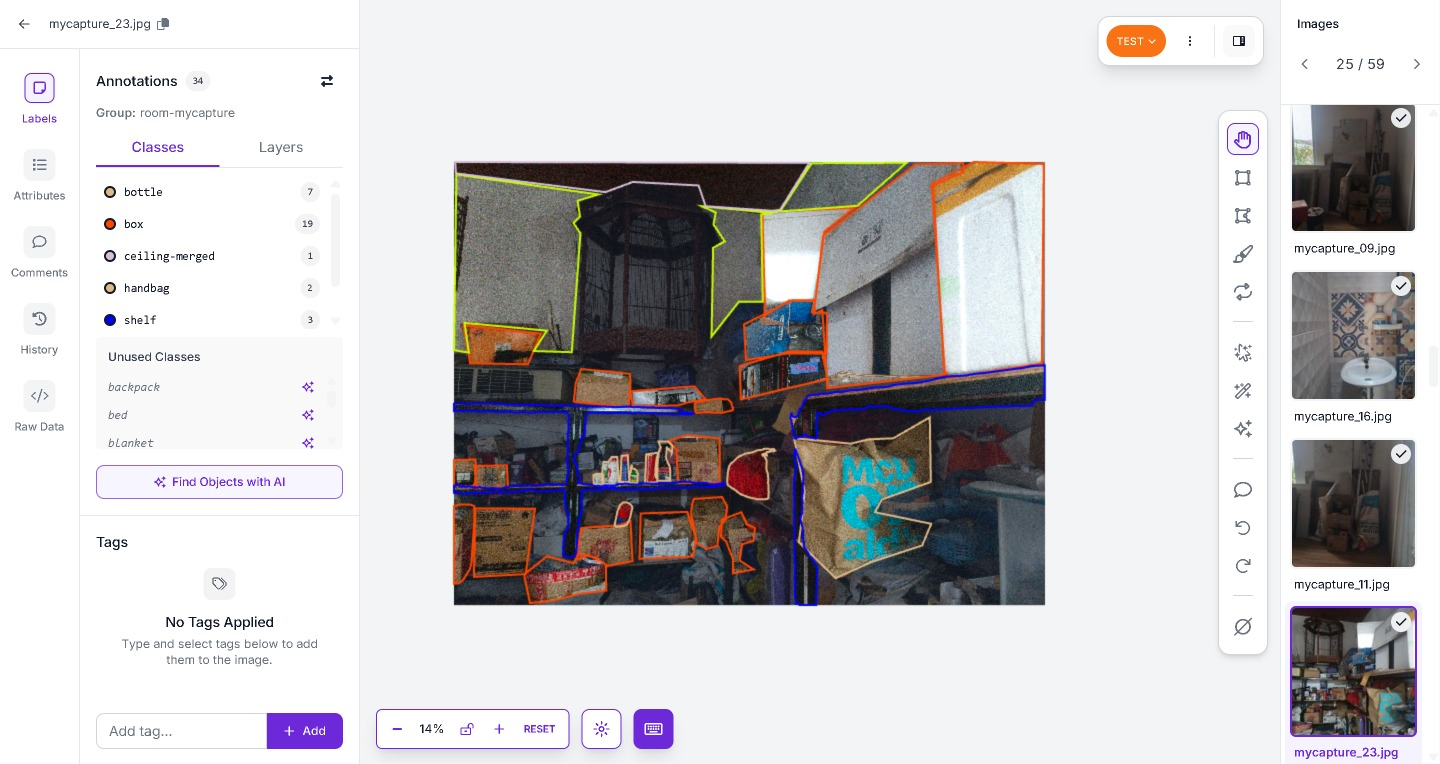 mycapture_23.jpg
TEST
Images
25 / 59
Labels
Attributes
Comments
History
Raw Data
Annotations 34
Group: room-mycapture
Classes
Layers
bottle 7
box 19
ceiling-merged 1
handbag 2
shelf 3
Unused Classes
backpack
bed
blanket
Find Objects with AI
Tags
No Tags Applied
Type and select tags below to add
them to the image.
Add tag...
Add
14%
RESET
mycapture_09.jpg
mycapture_16.jpg
mycapture_11.jpg
mycapture_23.jpg